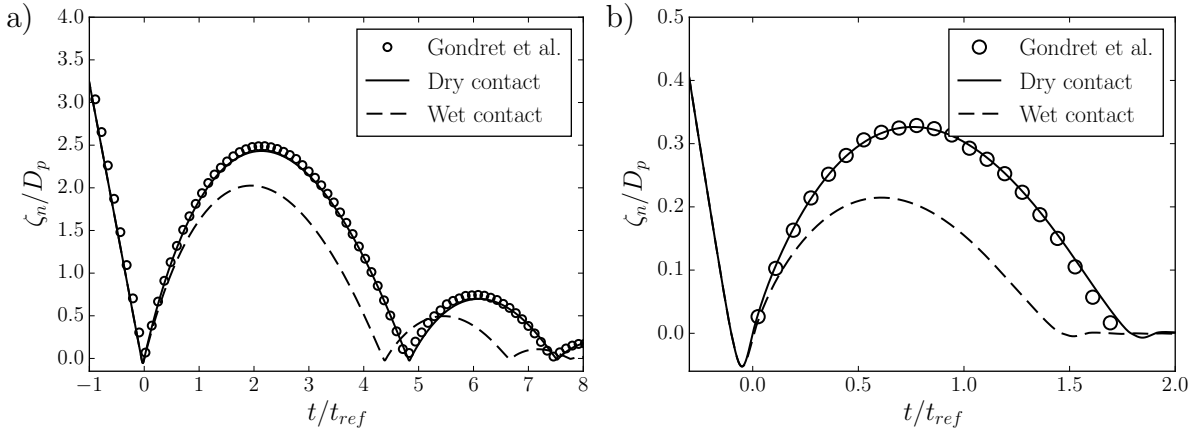 a)
4.0
3.5
3.0
2.5
2.0
1.5
1.0
0.5
0.0
ζn/Dp
−1 0 1 2 3 4 5 6 7 8
t/tref
Gondret et al.
Dry contact
Wet contact
b)
0.5
0.4
0.3
0.2
0.1
0.0
ζn/Dp
0.0 0.5 1.0 1.5 2.0
t/tref
Gondret et al.
Dry contact
Wet contact